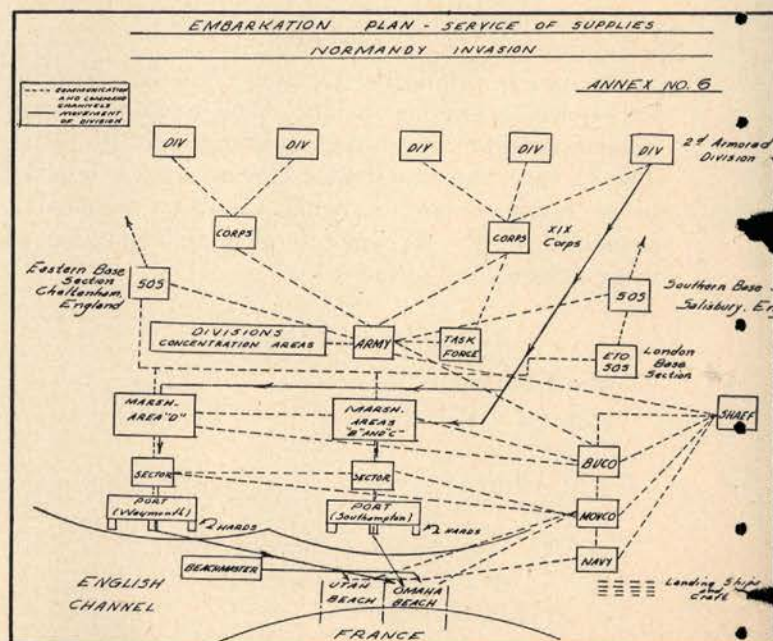 EMBARKATION PLAN - SERVICE OF SUPPLIES
NORMANDY INVASION
ANNEX NO. 6
COMMUNICATION
AND COMMAND
CHANNELS
MOVEMENT
OF DIVISION
DIV
DIV
DIV
DIV
DIV
2d Armored
Division
CORPS
CORPS
XIX
Corps
Eastern Base
Section
Cheltenham,
England
SOS
SOS
Southern Base
Salisbury, En
DIVISIONS
CONCENTRATION AREAS
ARMY
TASK
FORCE
ETO
SOS
London
Base
Section
MARSH.
AREA "D"
MARSH.
AREAS
"B" AND "C"
SHAEF
BUCO
SECTOR
SECTOR
PORT
(Weymouth)
HARDS
PORT
(Southampton)
HARDS
MOVCO
BEACHMASTER
NAVY
ENGLISH
CHANNEL
UTAH
BEACH
OMAHA
BEACH
Landing Ships
and
Craft
FRANCE